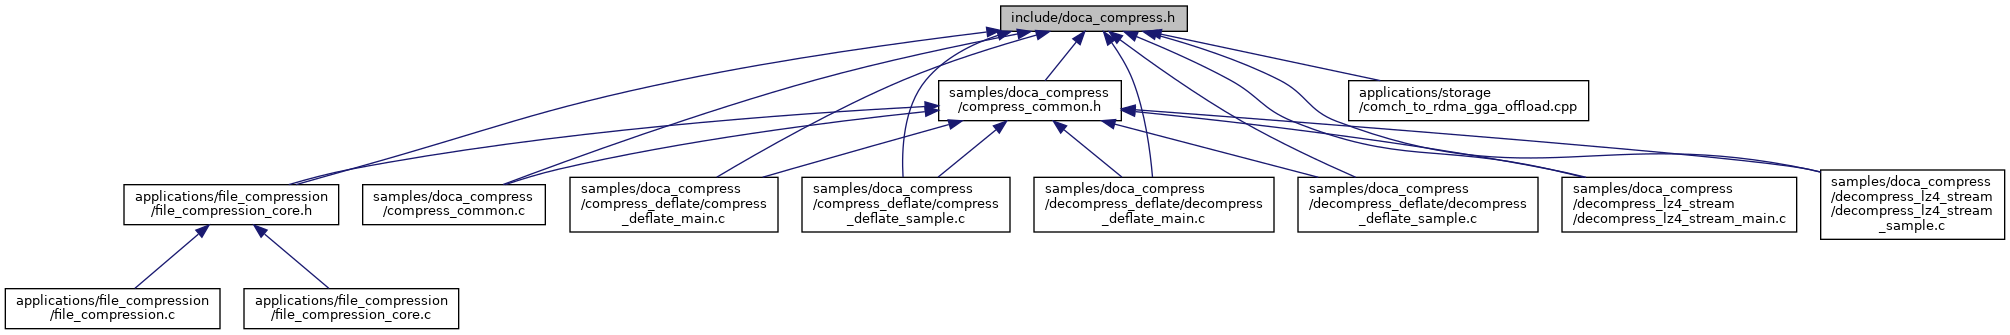 include/doca_compress.h
samples/doca_compress
/compress_common.h
applications/storage
/comch_to_rdma_gga_offload.cpp
applications/file_compression
/file_compression_core.h
samples/doca_compress
/compress_common.c
samples/doca_compress
/compress_deflate/compress
_deflate_main.c
samples/doca_compress
/compress_deflate/compress
_deflate_sample.c
samples/doca_compress
/decompress_deflate/decompress
_deflate_main.c
samples/doca_compress
/decompress_deflate/decompress
_deflate_sample.c
samples/doca_compress
/decompress_lz4_stream
/decompress_lz4_stream_main.c
samples/doca_compress
/decompress_lz4_stream
/decompress_lz4_stream
_sample.c
applications/file_compression
/file_compression.c
applications/file_compression
/file_compression_core.c